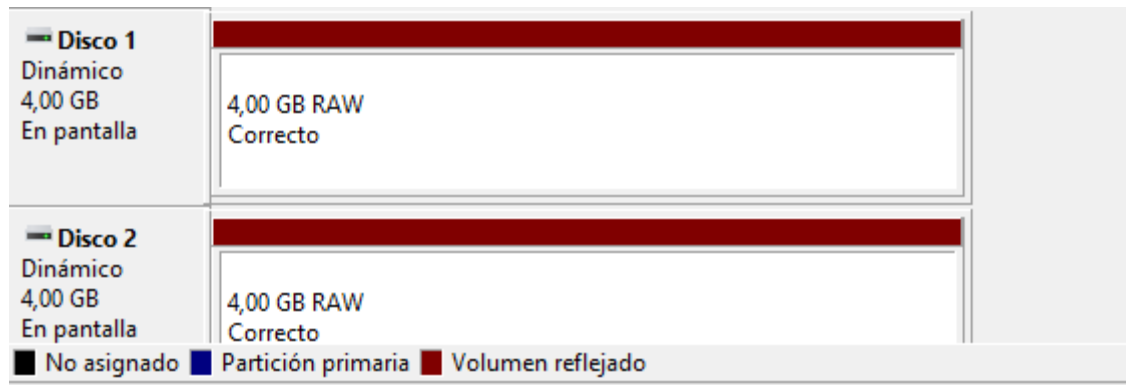 Disco 1
Dinámico
4,00 GB
En pantalla
4,00 GB RAW
Correcto
Disco 2
Dinámico
4,00 GB
En pantalla
4,00 GB RAW
Correcto
No asignado Partición primaria Volumen reflejado